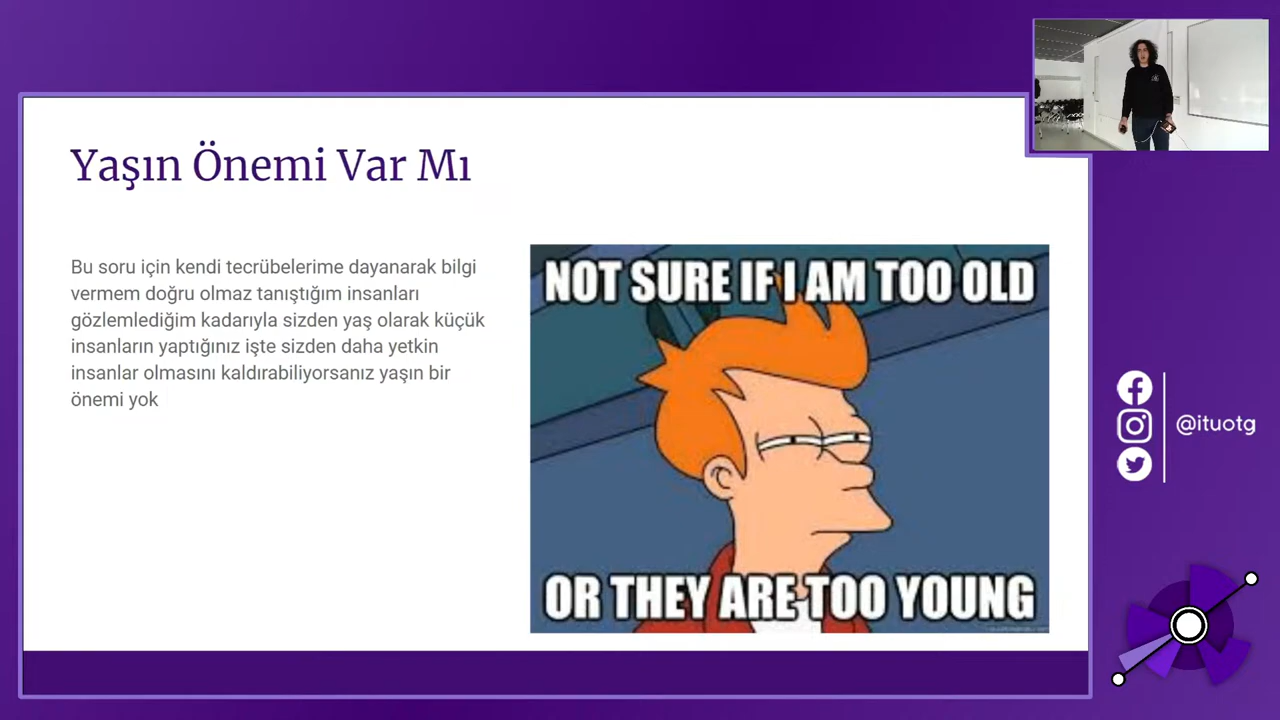 Yaşın Önemi Var Mı
Bu soru için kendi tecrübelerime dayanarak bilgi
vermem doğru olmaz tanıştığım insanları
gözlemlediğim kadarıyla sizden yaş olarak küçük
insanların yaptığınız işte sizden daha yetkin
insanlar olmasını kaldırabiliyorsanız yaşın bir
önemi yok
NOT SURE IF I AM TOO OLD
OR THEY ARE TOO YOUNG
@ituotg